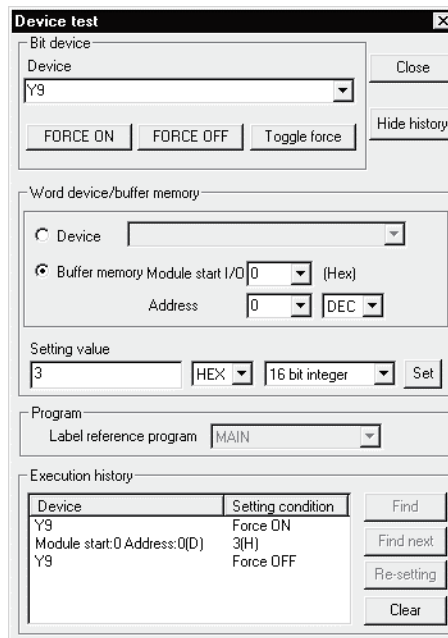 Device test
Bit device
Device
Y9
Close
FORCE ON FORCE OFF Toggle force
Hide history
Word device/buffer memory
Device
Buffer memory Module start I/O 0 (Hex)
Address 0 DEC
Setting value
3 HEX 16 bit integer Set
Program
Label reference program MAIN
Execution history
Device Setting condition
Y9 Force ON
Module start:0 Address:0(D) 3(H)
Y9 Force OFF
Find
Find next
Re-setting
Clear